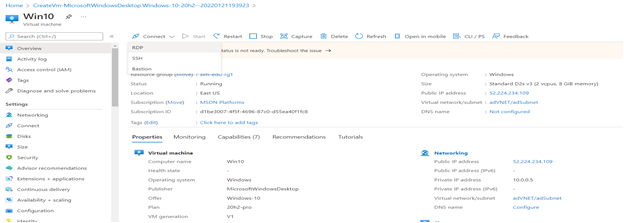 Home > CreateVm-MicrosoftWindowsDesktop.Windows-10-20h2--20220121193923 >
Win10
Virtual machine
Search (Ctrl+/)
Connect Start Restart Stop Capture Delete Refresh Open in mobile CLI / PS Feedback
RDP
SSH
Bastion
status is not ready. Troubleshoot the issue →
Overview
Activity log
Access control (IAM)
Tags
Diagnose and solve problems
Settings
Networking
Connect
Disks
Size
Security
Advisor recommendations
Extensions + applications
Continuous delivery
Availability + scaling
Configuration
Identity
Resource group (Move)
Status : Running
Location : East US
Subscription (Move) : MSDN Platforms
Subscription ID
Tags (Edit) : Click here to add tags
Operating system : Windows
Size : Standard D2s v3 (2 vcpus, 8 GiB memory)
Public IP address : 52.224.234.109
Virtual network/subnet : adVNET/adSubnet
DNS name : Not configured
Properties Monitoring Capabilities (7) Recommendations Tutorials
Virtual machine
Computer name Win10
Health state -
Operating system Windows
Publisher MicrosoftWindowsDesktop
Offer Windows-10
Plan 20h2-pro
VM generation V1
Networking
Public IP address 52.224.234.109
Public IP address (IPv6) -
Private IP address 10.0.0.5
Private IP address (IPv6) -
Virtual network/subnet adVNET/adSubnet
DNS name Configure